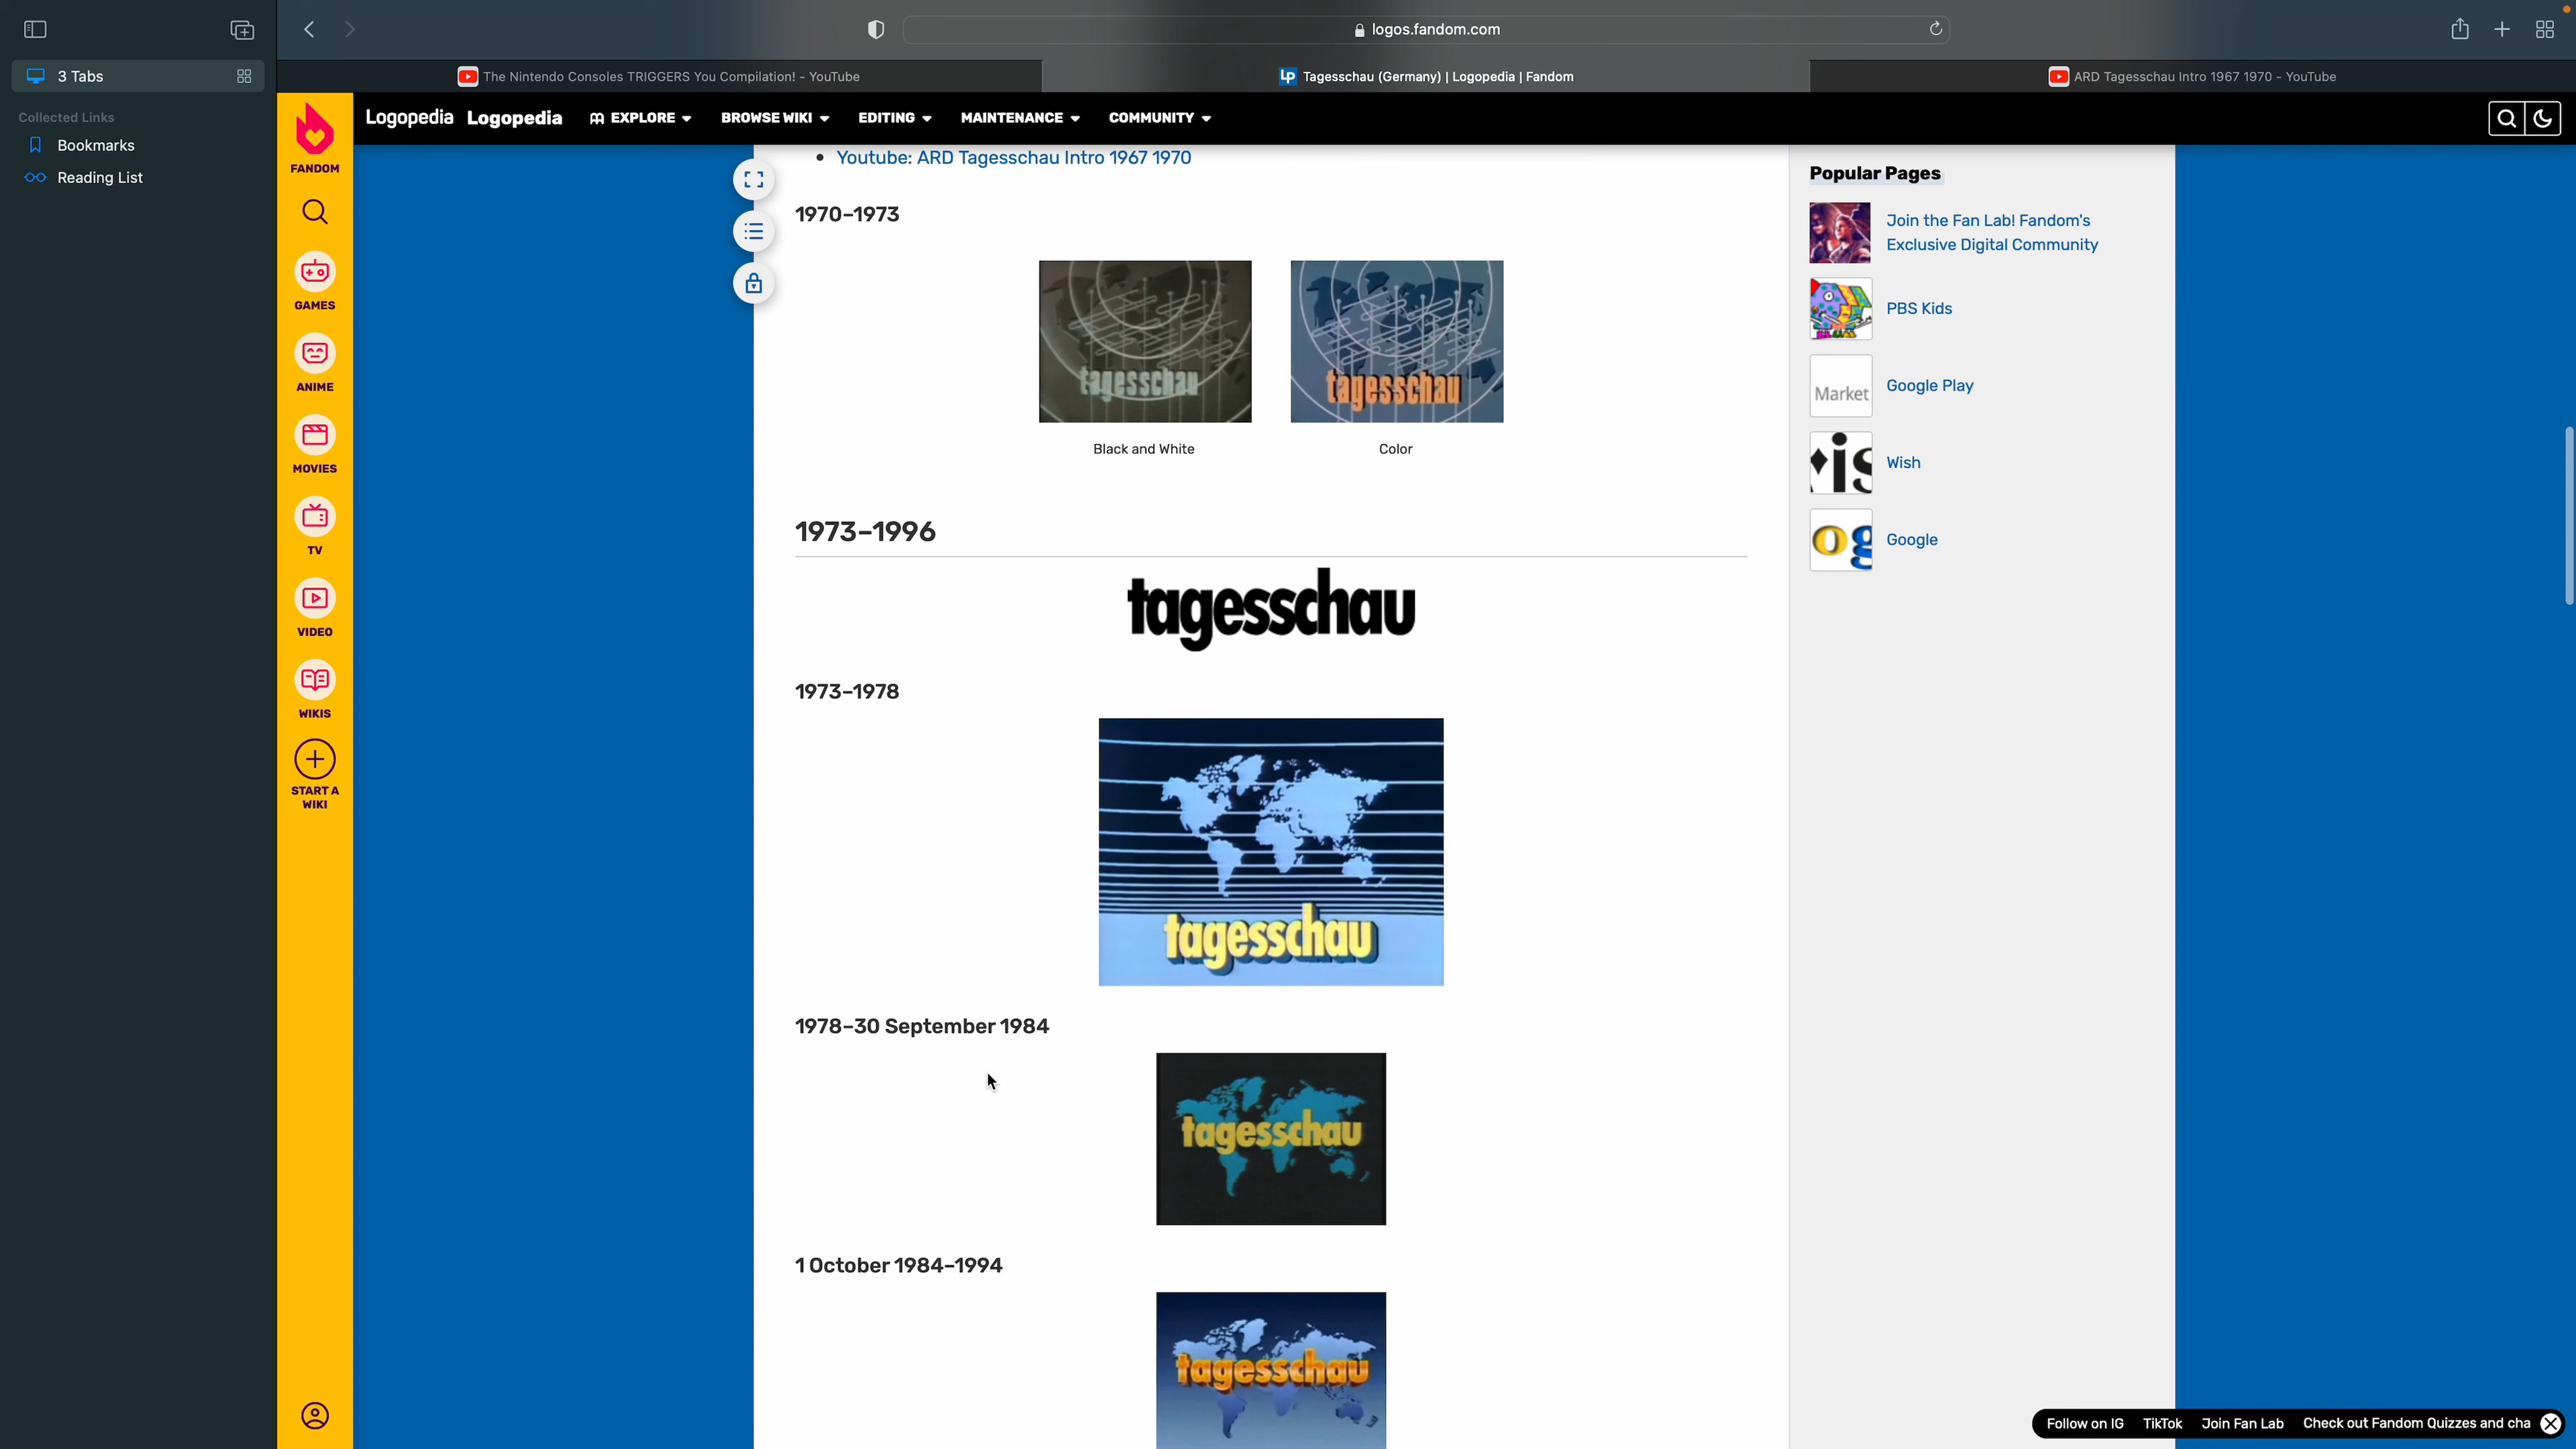 logos.fandom.com
3 Tabs
The Nintendo Consoles TRIGGERS You Compilation! - YouTube
LP Tagesschau (Germany) | Logopedia | Fandom
ARD Tagesschau Intro 1967 1970 - YouTube
Collected Links
Bookmarks
Reading List
FANDOM
GAMES
ANIME
MOVIES
TV
VIDEO
WIKIS
START A
WIKI
Logopedia Logopedia EXPLORE BROWSE WIKI EDITING MAINTENANCE COMMUNITY
Youtube: ARD Tagesschau Intro 1967 1970
1970–1973
tagesschau
tagesschau
Black and White
Color
1973–1996
tagesschau
1973–1978
tagesschau
1978–30 September 1984
tagesschau
1 October 1984–1994
tagesschau
Popular Pages
Join the Fan Lab! Fandom's
Exclusive Digital Community
PBS Kids
Market
Google Play
is
Wish
og
Google
Follow on IG TikTok Join Fan Lab Check out Fandom Quizzes and cha